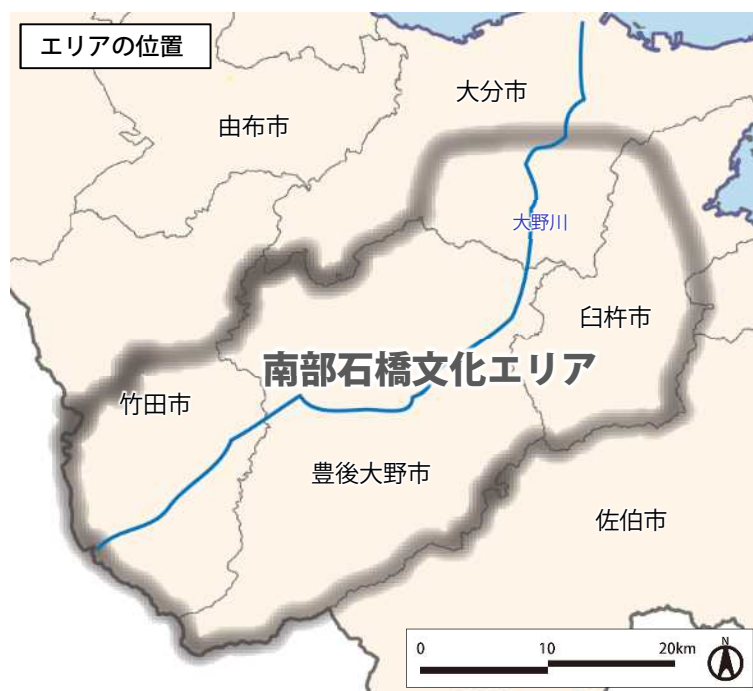 エリアの位置
大分市
由布市
大野川
臼杵市
南部石橋文化エリア
竹田市
豊後大野市
佐伯市
0 10 20km
N